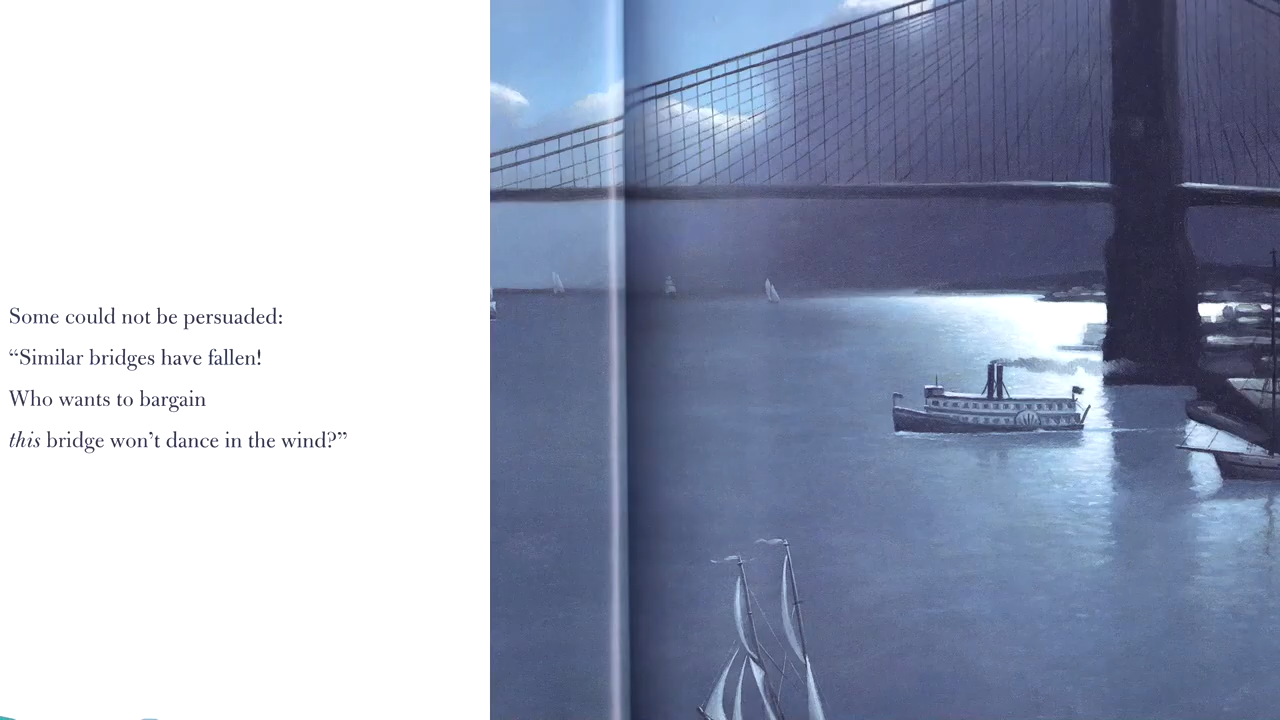 Some could not be persuaded:
“Similar bridges have fallen!
Who wants to bargain
this bridge won’t dance in the wind?”